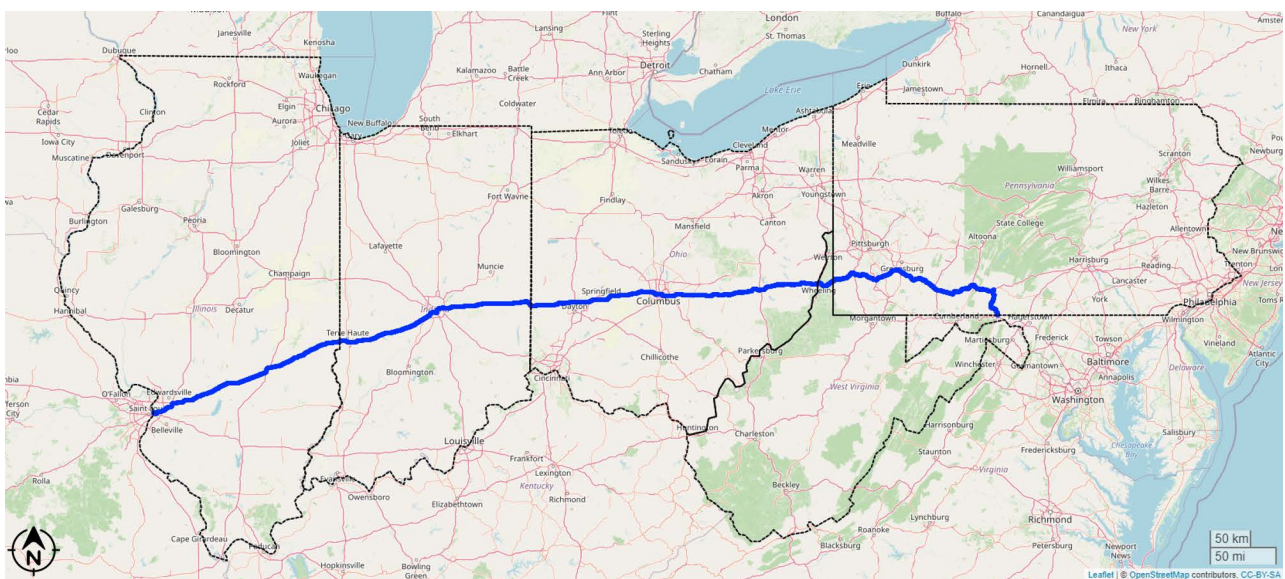 Madison
Janesville
Dubuque
Kenosha
Waukegan
Rockford
Elgin
Chicago
Aurora
Joliet
Gary
New Buffalo
South Bend
Elkhart
Kalamazoo
Battle Creek
Coldwater
Lansing
Flint
Sterling Heights
Detroit
Ann Arbor
Chatham
London
St. Thomas
Lake Erie
Buffalo
Dunkirk
Jamestown
Erie
Canandaigua
New York
Hornell
Ithaca
Elmira
Binghamton
Cedar Rapids
Iowa City
Clinton
Muscatine
Davenport
Galesburg
Burlington
Peoria
Bloomington
Champaign
Quincy
Hannibal
Illinois
Decatur
Lafayette
Fort Wayne
Muncie
Toledo
Sandusky
Lorain
Cleveland
Mentor
Ashtabula
Parma
Akron
Warren
Youngstown
Canton
Findlay
Mansfield
Ohio
Meadville
Pennsylvania
Williamsport
Scranton
Wilkes Barre
Hazleton
State College
Altoona
Allentown
Newburg
New Brunswick
Trenton
New Jersey
Pittsburgh
Greensburg
Weirton
Wheeling
Harrisburg
Reading
Lancaster
York
Philadelphia
Wilmington
Vineland
Atlantic City
Terre Haute
Bloomington
Springfield
Dayton
Columbus
Chillicothe
Cincinnati
Parkersburg
Morgantown
Cumberland
Hagerstown
Martinsburg
Frederick
Towson
Baltimore
Winchester
Germantown
Annapolis
Washington
Delaware
Edwardsville
O'Fallon
Belleville
Rolla
Cape Girardeau
Paducah
Evansville
Owensboro
Louisville
Frankfort
Lexington
Kentucky
Richmond
Elizabethtown
Hopkinsville
Bowling Green
Huntington
Charleston
West Virginia
Beckley
Harrisonburg
Staunton
Virginia
Fredericksburg
Chesapeake Bay
Salisbury
Lynchburg
Roanoke
Blacksburg
Richmond
Petersburg
Newport News
N
50 km
50 mi
Leaflet | © OpenStreetMap contributors, CC-BY-SA